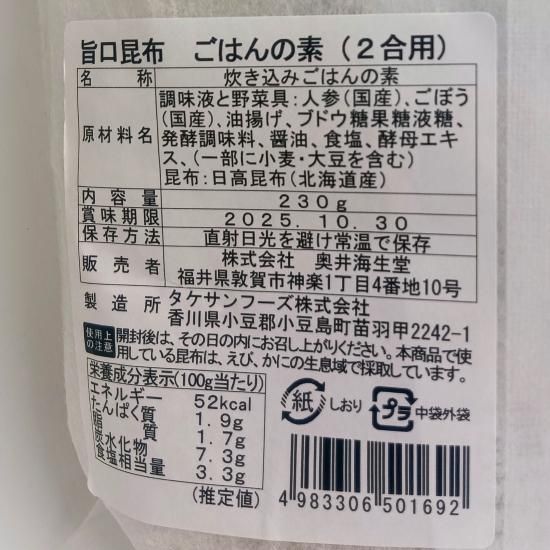 旨口昆布 ごはんの素(2合用)
名 称 炊き込みごはんの素
原材料名 調味液と野菜具:人参(国産)、ごぼう
(国産)、油揚げ、ブドウ糖果糖液糖、
発酵調味料、醤油、食塩、酵母エキ
ス、(一部に小麦・大豆を含む)
昆布:日高昆布(北海道産)
内容量 230g
賞味期限 2025.10.30
保存方法 直射日光を避け常温で保存
販売者 株式会社 奥井海生堂
福井県敦賀市神楽1丁目4番地10号
製造所 タケサンフーズ株式会社
香川県小豆郡小豆島町苗羽甲2242-1
使用上の注意 開封後は、その日の内にお召し上がりください。本商品で使
用している昆布は、えび、かにの生息域で採取しています。
栄養成分表示(100g当たり)
エネルギー 52kcal
たんぱく質 1.9g
脂質 1.7g
炭水化物 7.3g
食塩相当量 3.3g
(推定値)
紙 しおり プラ 中袋外袋
4 983306 501692